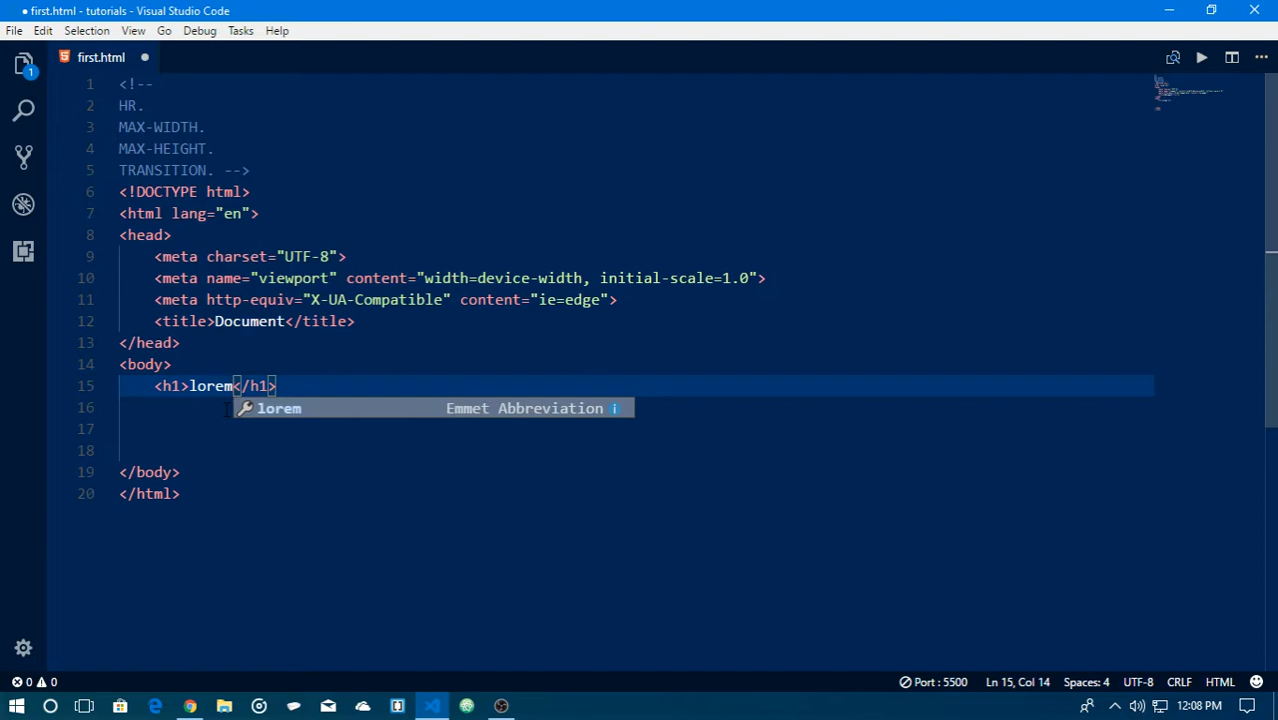 first.html - tutorials - Visual Studio Code
File Edit Selection View Go Debug Tasks Help
first.html
1
1 <!--
2 HR.
3 MAX-WIDTH.
4 MAX-HEIGHT.
5 TRANSITION. -->
6 <!DOCTYPE html>
7 <html lang="en">
8 <head>
9 <meta charset="UTF-8">
10 <meta name="viewport" content="width=device-width, initial-scale=1.0">
11 <meta http-equiv="X-UA-Compatible" content="ie=edge">
12 <title>Document</title>
13 </head>
14 <body>
15 <h1>lorem</h1>
16 lorem Emmet Abbreviation
17
18
19 </body>
20 </html>
0 0 Port : 5500 Ln 15, Col 14 Spaces: 4 UTF-8 CRLF HTML
12:08 PM